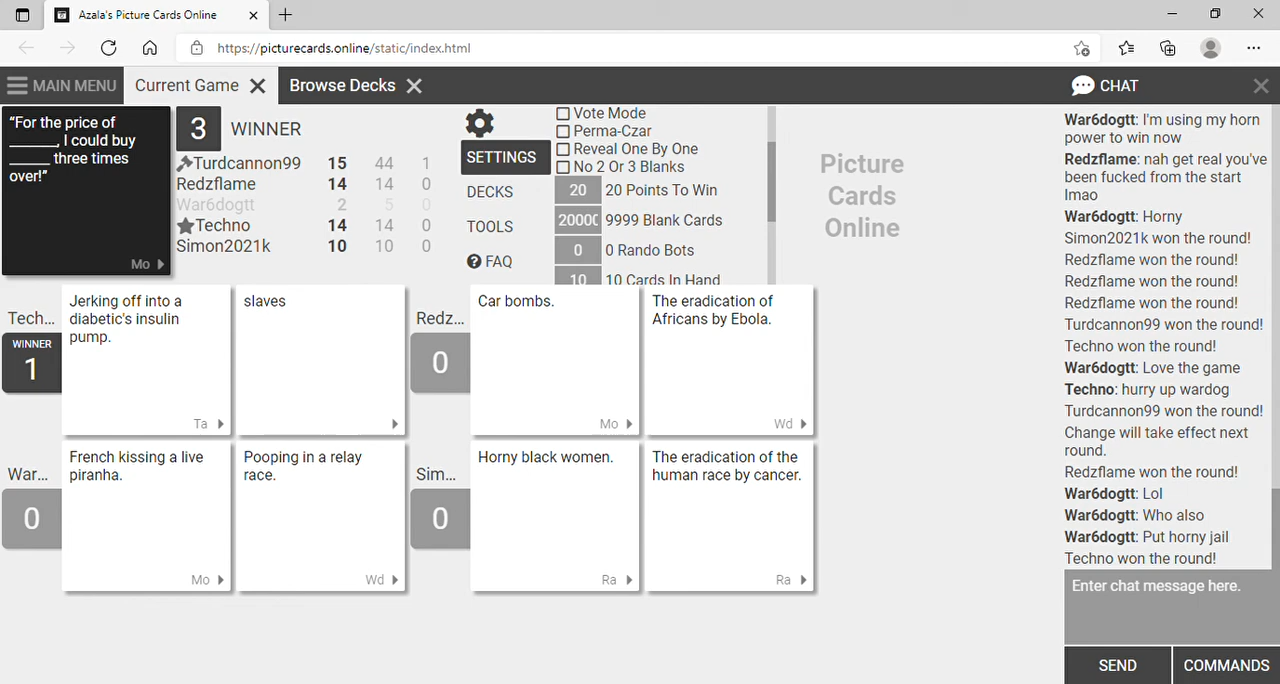 Azala's Picture Cards Online
https://picturecards.online/static/index.html
MAIN MENU
Current Game
Browse Decks
CHAT
“For the price of
______, I could buy
______ three times
over!”
Mo
3 WINNER
Turdcannon99 15 44 1
Redzflame 14 14 0
War6dogtt 2 5 0
Techno 14 14 0
Simon2021k 10 10 0
SETTINGS
DECKS
TOOLS
FAQ
Vote Mode
Perma-Czar
Reveal One By One
No 2 Or 3 Blanks
20 20 Points To Win
2000 9999 Blank Cards
0 0 Rando Bots
10 10 Cards In Hand
Picture
Cards
Online
Tech...
WINNER
1
Jerking off into a
diabetic's insulin
pump.
Ta
slaves
Redz...
0
Car bombs.
Mo
The eradication of
Africans by Ebola.
Wd
War...
0
French kissing a live
piranha.
Mo
Pooping in a relay
race.
Wd
Sim...
0
Horny black women.
Ra
The eradication of the
human race by cancer.
Ra
War6dogtt: I'm using my horn
power to win now
Redzflame: nah get real you've
been fucked from the start
lmao
War6dogtt: Horny
Simon2021k won the round!
Redzflame won the round!
Redzflame won the round!
Redzflame won the round!
Turdcannon99 won the round!
Techno won the round!
War6dogtt: Love the game
Techno: hurry up wardog
Turdcannon99 won the round!
Change will take effect next
round.
Redzflame won the round!
War6dogtt: Lol
War6dogtt: Who also
War6dogtt: Put horny jail
Techno won the round!
Enter chat message here.
SEND
COMMANDS